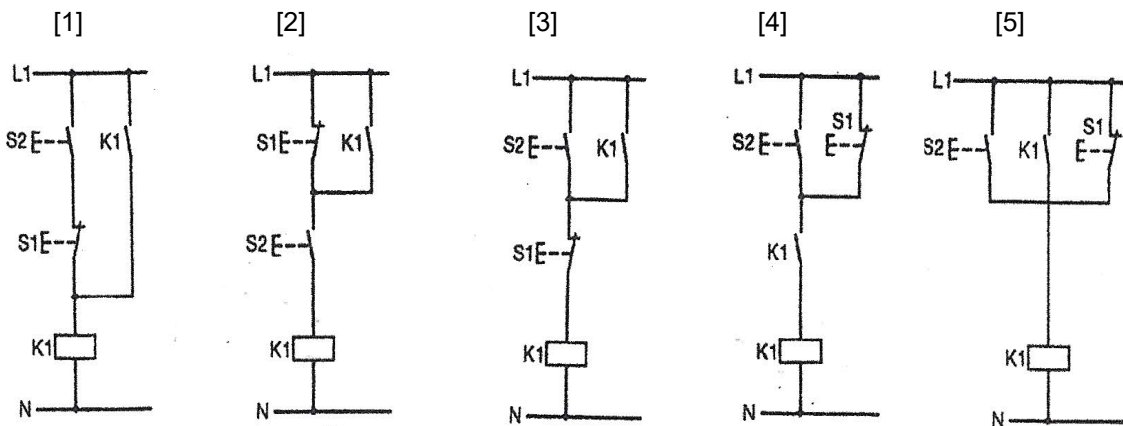 [1] [2] [3] [4] [5]
L1 L1 L1 L1 L1
S2 K1 S1 K1 S2 K1 S2 S1 S2 K1 S1
S1 S2 S1 K1
K1 K1 K1 K1 K1
N N N N N